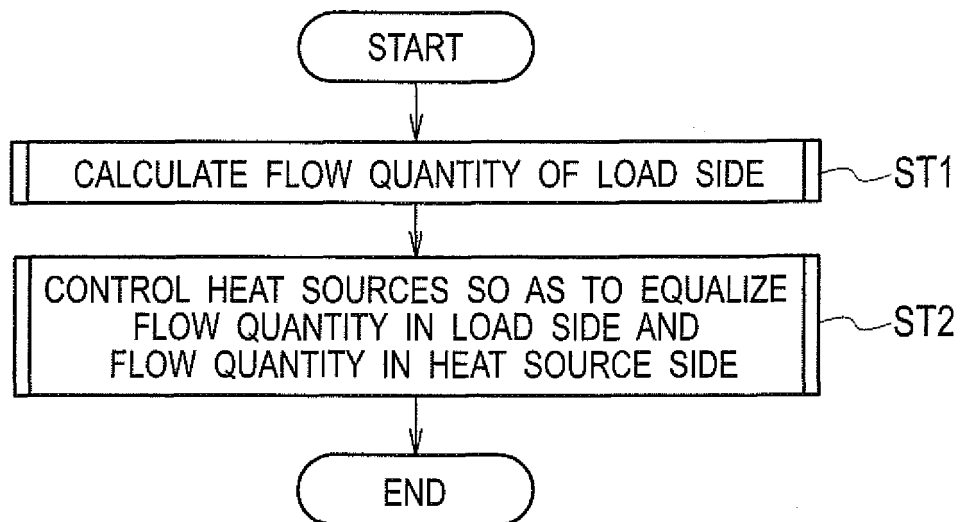 START
CALCULATE FLOW QUANTITY OF LOAD SIDE
ST1
CONTROL HEAT SOURCES SO AS TO EQUALIZE
FLOW QUANTITY IN LOAD SIDE AND
FLOW QUANTITY IN HEAT SOURCE SIDE
ST2
END